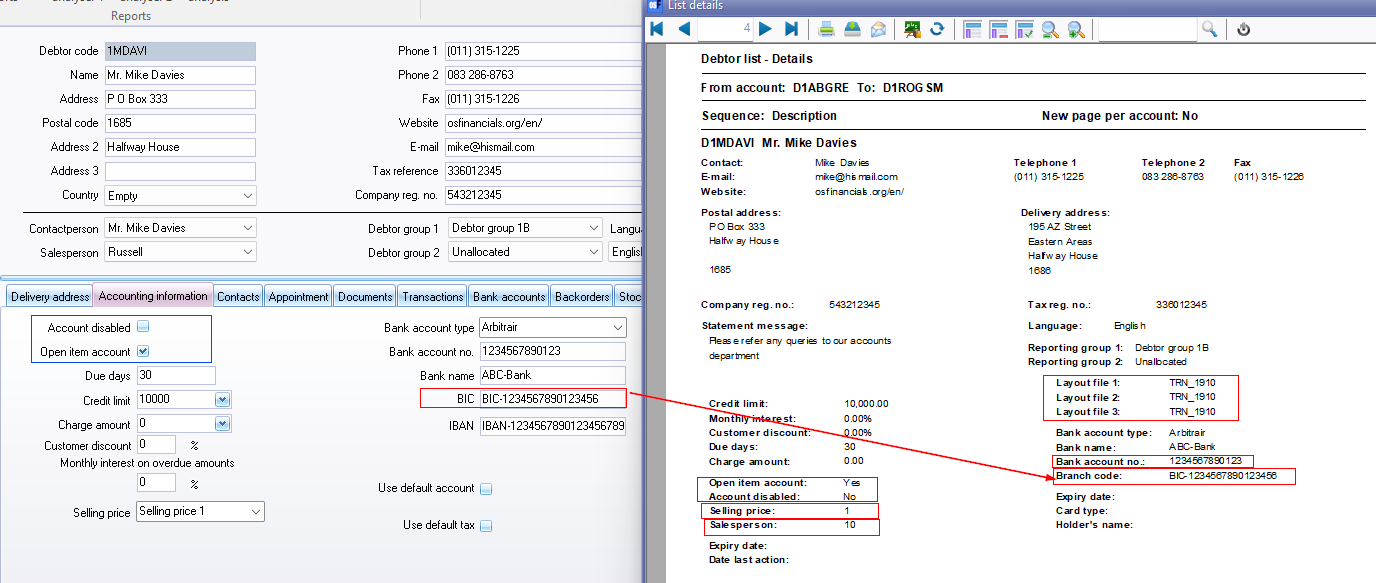 Reports
Debtor code 1MDAVI
Name Mr. Mike Davies
Address P O Box 333
Postal code 1685
Address 2 Halfway House
Address 3
Country Empty
Phone 1 (011) 315-1225
Phone 2 083 286-8763
Fax (011) 315-1226
Website osfinancials.org/en/
E-mail mike@hismail.com
Tax reference 336012345
Company reg. no. 543212345
Contactperson Mr. Mike Davies
Salesperson Russell
Debtor group 1 Debtor group 1B
Debtor group 2 Unallocated
Langua
English
Delivery address Accounting information Contacts Appointment Documents Transactions Bank accounts Backorders Stoc
Account disabled
Open item account
Due days 30
Credit limit 10000
Charge amount 0
Customer discount 0 %
Monthly interest on overdue amounts
0 %
Selling price Selling price 1
Bank account type Arbitrair
Bank account no. 1234567890123
Bank name ABC-Bank
BIC BIC-1234567890123456
IBAN IBAN-1234567890123456789
Use default account
Use default tax
OSF List details
4
Debtor list - Details
From account: D1ABGRE To: D1ROGSM
Sequence: Description New page per account: No
D1MDAVI Mr. Mike Davies
Contact: Mike Davies Telephone 1 Telephone 2 Fax
E-mail: mike@hismail.com (011) 315-1225 083 286-8763 (011) 315-1226
Website: osfinancials.org/en/
Postal address:
P O Box 333
Halfway House
1685
Delivery address:
195 AZ Street
Eastern Areas
Halfway House
1686
Company reg. no.: 543212345 Tax reg. no.: 336012345
Statement message:
Please refer any queries to our accounts
department
Language: English
Reporting group 1: Debtor group 1B
Reporting group 2: Unallocated
Layout file 1: TRN_1910
Layout file 2: TRN_1910
Layout file 3: TRN_1910
Credit limit: 10,000.00
Monthly interest: 0.00%
Customer discount: 0.00%
Due days: 30
Charge amount: 0.00
Open item account: Yes
Account disabled: No
Selling price: 1
Salesperson: 10
Expiry date:
Date last action:
Bank account type: Arbitrair
Bank name: ABC-Bank
Bank account no.: 1234567890123
Branch code: BIC-1234567890123456
Expiry date:
Card type:
Holder's name: